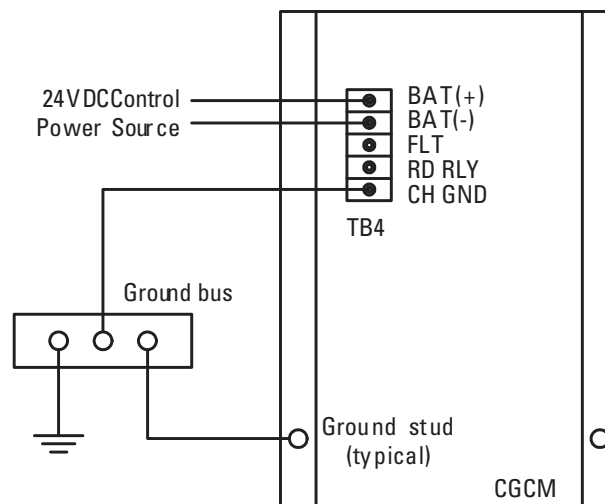 24VDCControl
Power Source
BAT(+)
BAT(-)
FLT
RD RLY
CH GND
TB4
Ground bus
Ground stud
(typical)
CGCM